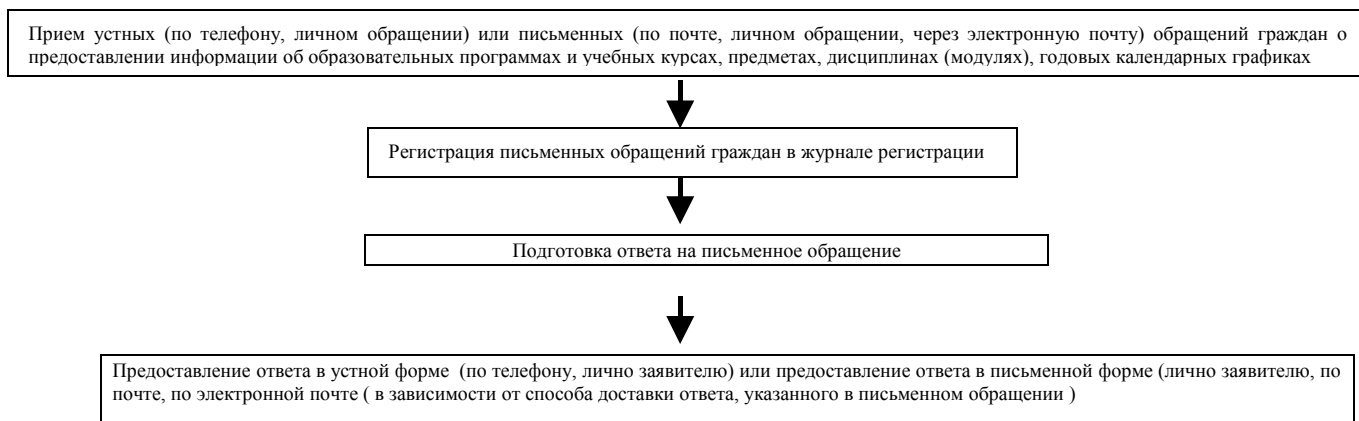 Прием устных (по телефону, личном обращении) или письменных (по почте, личном обращении, через электронную почту) обращений граждан о
предоставлении информации об образовательных программах и учебных курсах, предметах, дисциплинах (модулях), годовых календарных графиках
Регистрация письменных обращений граждан в журнале регистрации
Подготовка ответа на письменное обращение
Предоставление ответа в устной форме (по телефону, лично заявителю) или предоставление ответа в письменной форме (лично заявителю, по
почте, по электронной почте ( в зависимости от способа доставки ответа, указанного в письменном обращении )